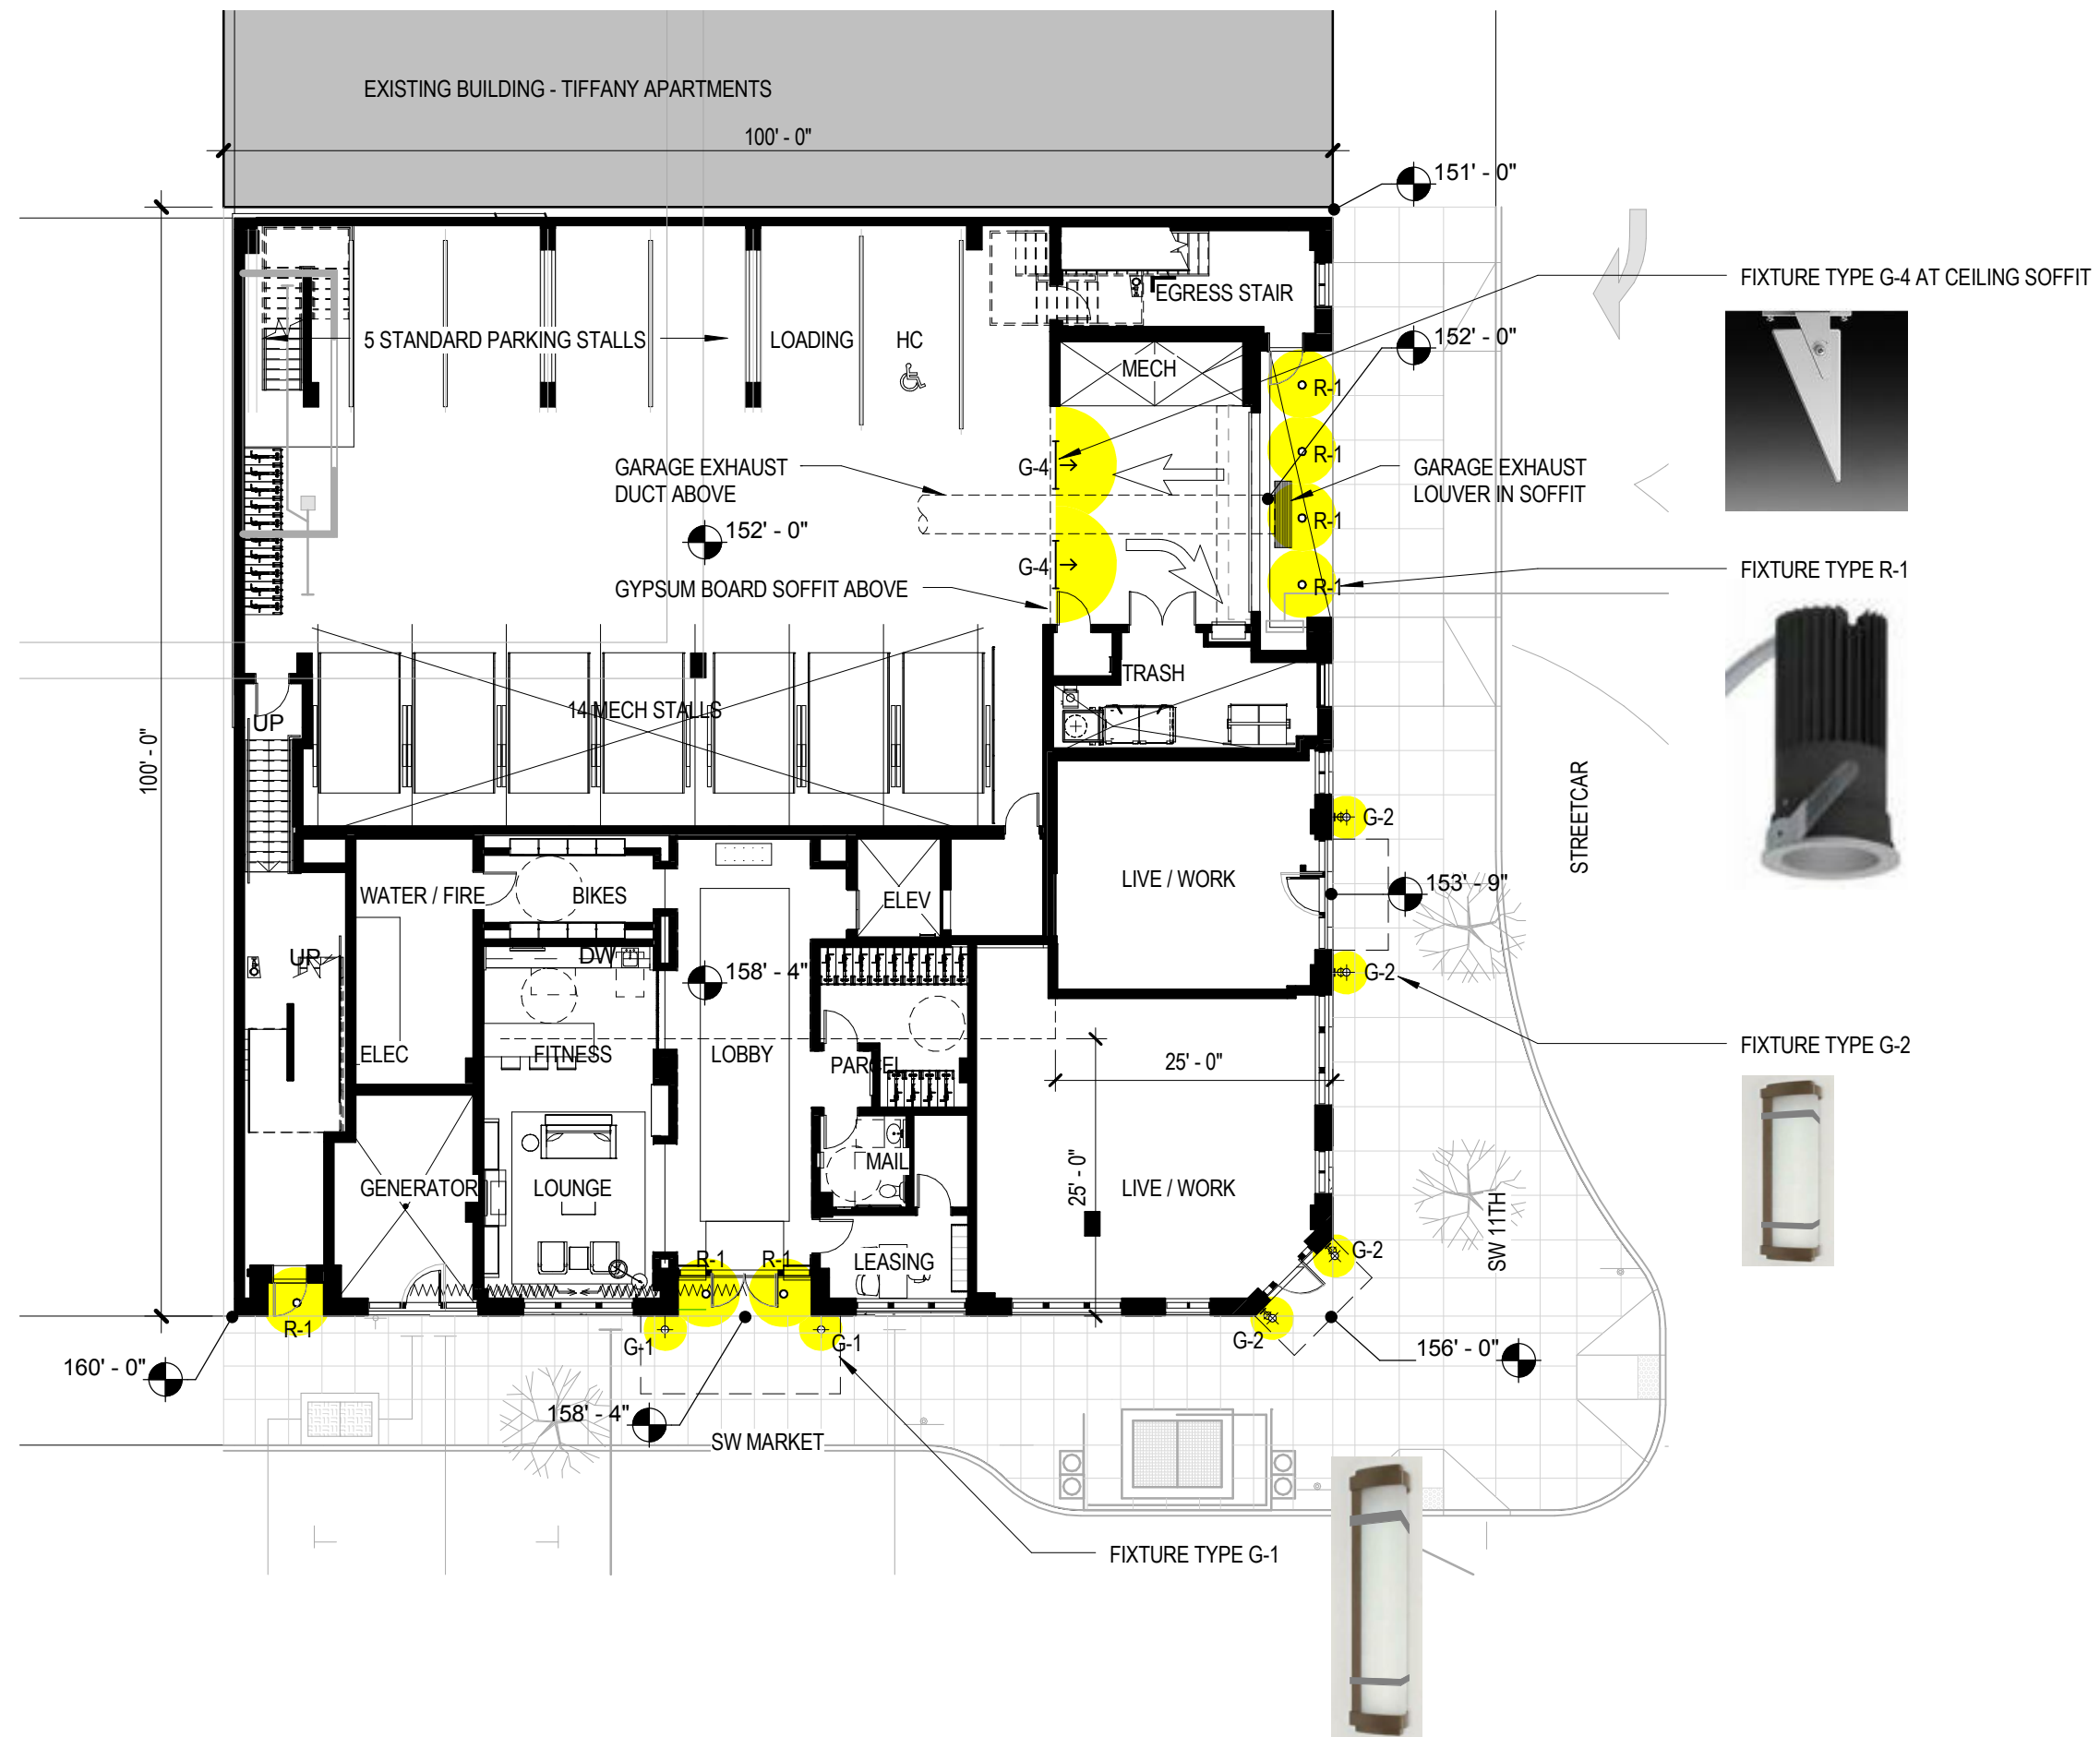 EXISTING BUILDING - TIFFANY APARTMENTS
100' - 0"
151' - 0"
FIXTURE TYPE G-4 AT CEILING SOFFIT
EGRESS STAIR
5 STANDARD PARKING STALLS
LOADING
HC
152' - 0"
MECH
R-1
R-1
GARAGE EXHAUST
DUCT ABOVE
G-4
GARAGE EXHAUST
LOUVER IN SOFFIT
R-1
152' - 0"
G-4
R-1
FIXTURE TYPE R-1
GYPSUM BOARD SOFFIT ABOVE
TRASH
14 MECH STALLS
UP
100' - 0"
STREETCAR
G-2
WATER / FIRE
BIKES
ELEV
LIVE / WORK
153' - 9"
UP
DW
158' - 4"
G-2
FIXTURE TYPE G-2
ELEC
FITNESS
LOBBY
PARCEL
25' - 0"
25' - 0"
MAIL
GENERATOR
LOUNGE
LIVE / WORK
SW 11TH
R-1
R-1
LEASING
G-2
R-1
G-1
G-1
G-2
160' - 0"
156' - 0"
158' - 4"
SW MARKET
FIXTURE TYPE G-1